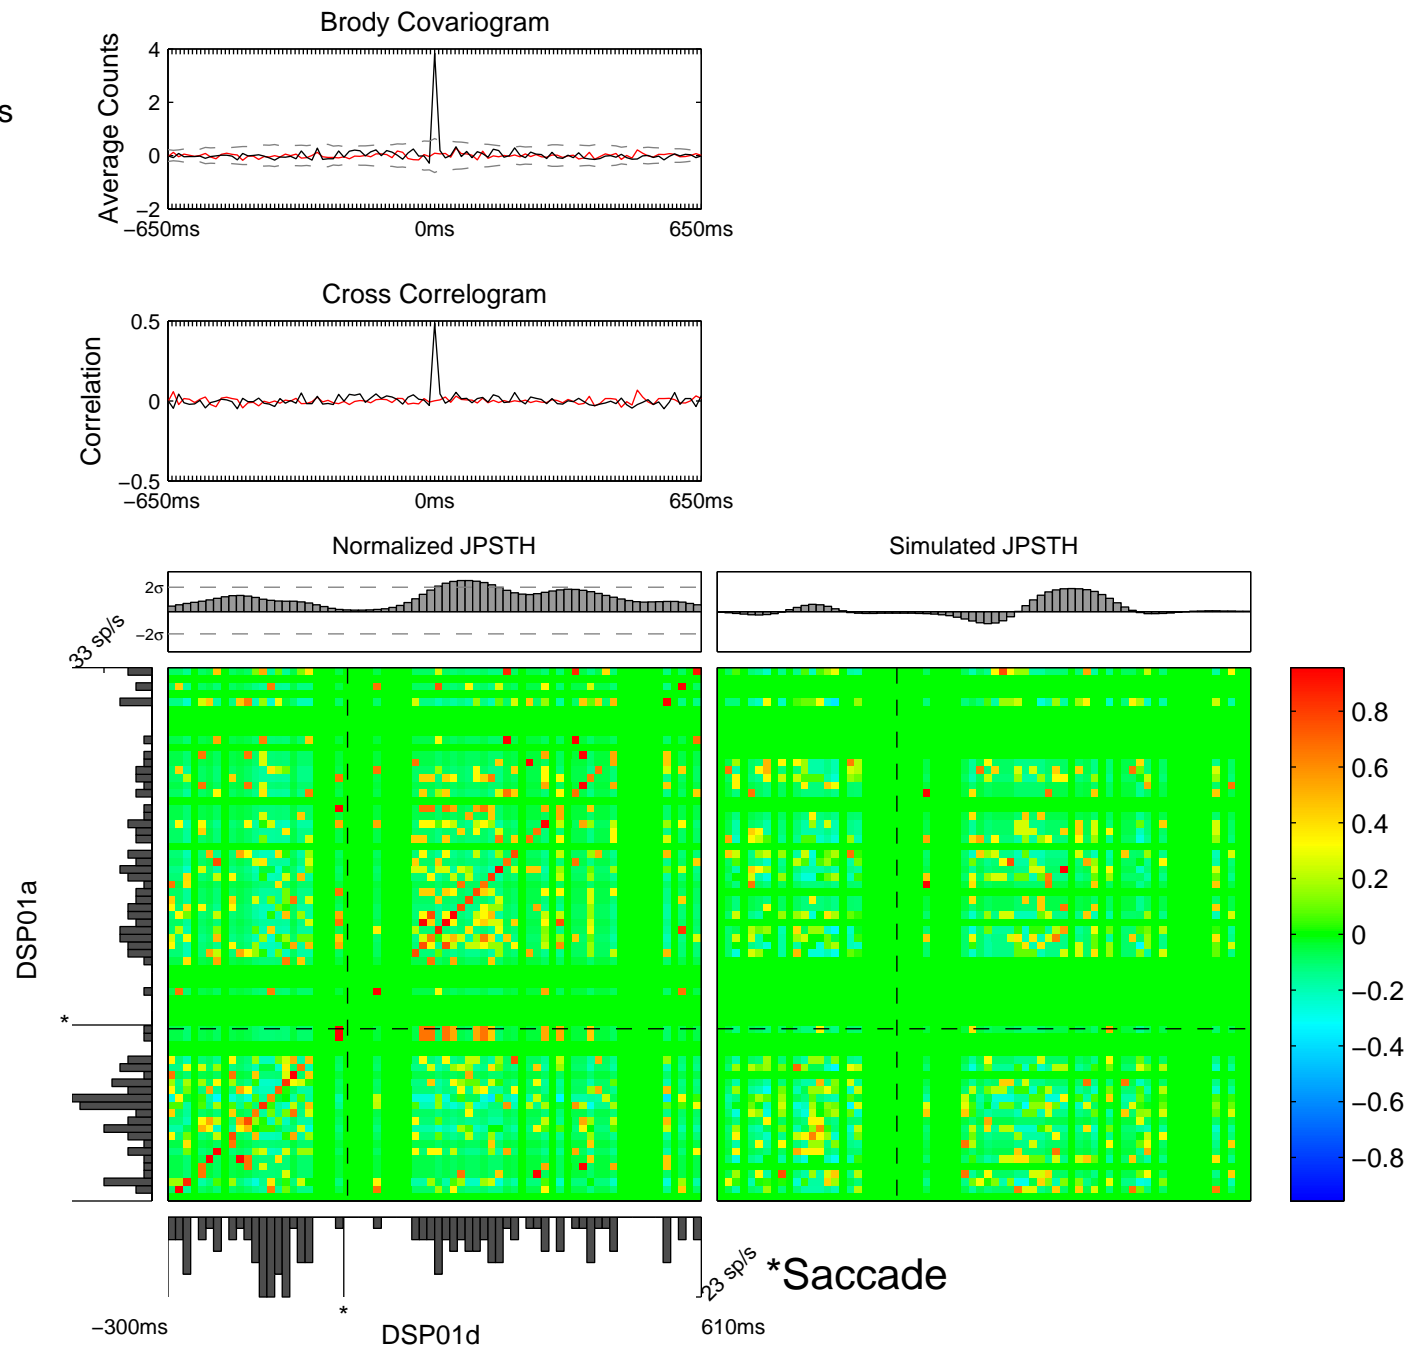 Brody Covariogram
s
Average Counts
4
2
0
−2
−650ms
0ms
650ms
Cross Correlogram
Correlation
0.5
0
−0.5
−650ms
0ms
650ms
Normalized JPSTH
Simulated JPSTH
2σ
−2σ
33 sp/s
DSP01a
*
0.8
0.6
0.4
0.2
0
−0.2
−0.4
−0.6
−0.8
23 sp/s
*Saccade
*
−300ms
DSP01d
610ms